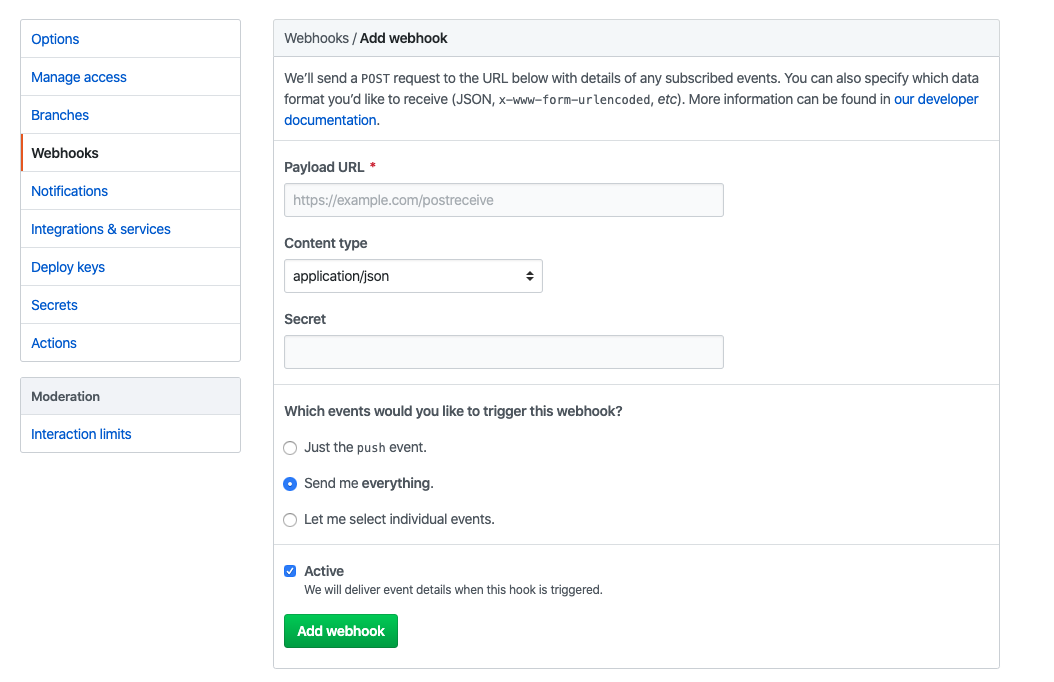 Options
Manage access
Branches
Webhooks
Notifications
Integrations & services
Deploy keys
Secrets
Actions
Moderation
Interaction limits
Webhooks / Add webhook
We’ll send a POST request to the URL below with details of any subscribed events. You can also specify which data
format you’d like to receive (JSON, x-www-form-urlencoded, etc). More information can be found in our developer
documentation.
Payload URL *
https://example.com/postreceive
Content type
application/json
Secret
Which events would you like to trigger this webhook?
Just the push event.
Send me everything.
Let me select individual events.
Active
We will deliver event details when this hook is triggered.
Add webhook